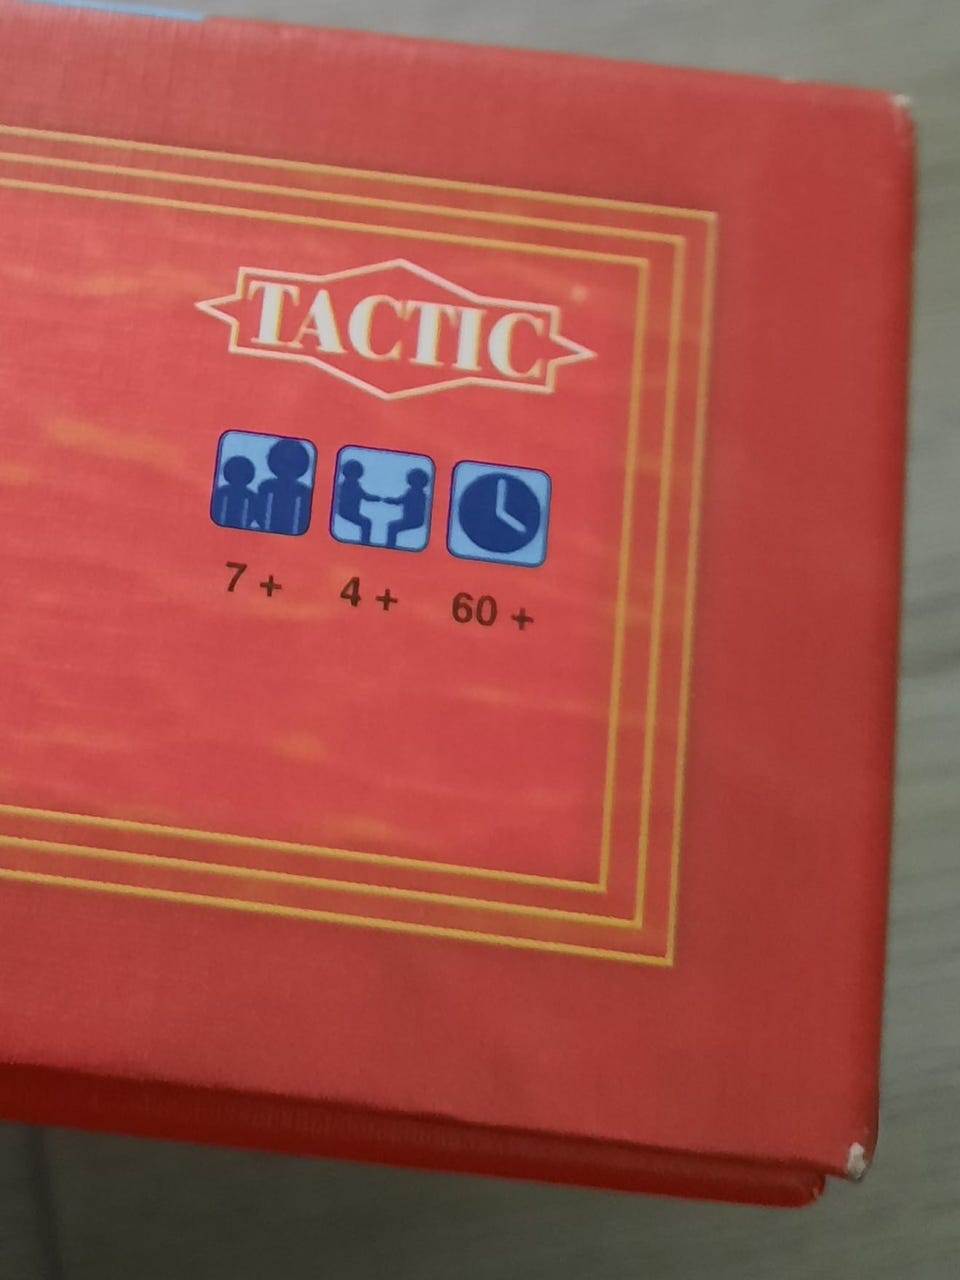 TACTIC
7 + 4 + 60 +